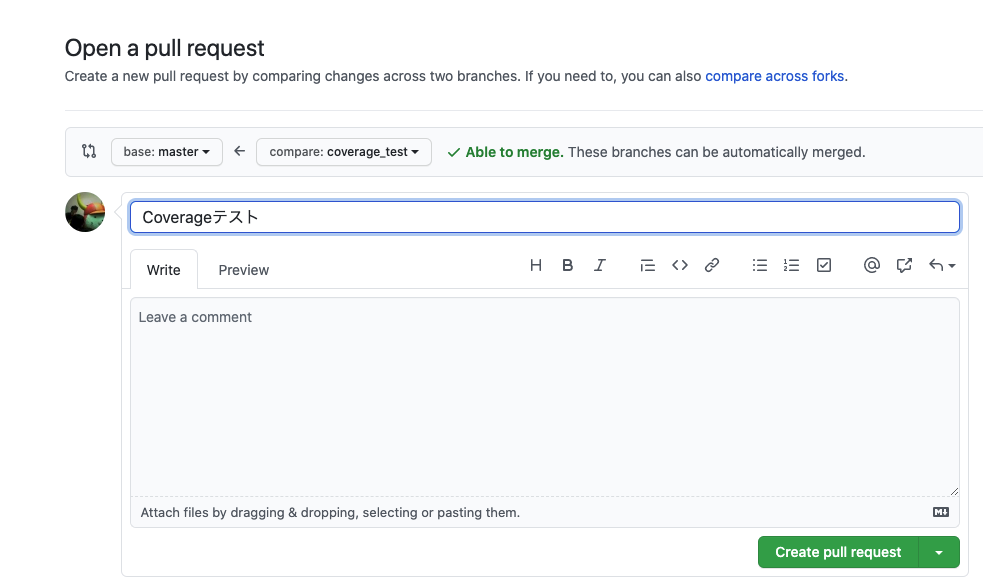 Open a pull request
Create a new pull request by comparing changes across two branches. If you need to, you can also compare across forks.
base: master
compare: coverage_test
Able to merge. These branches can be automatically merged.
Coverageテスト
Write
Preview
H B I
@
Leave a comment
Attach files by dragging & dropping, selecting or pasting them.
Create pull request